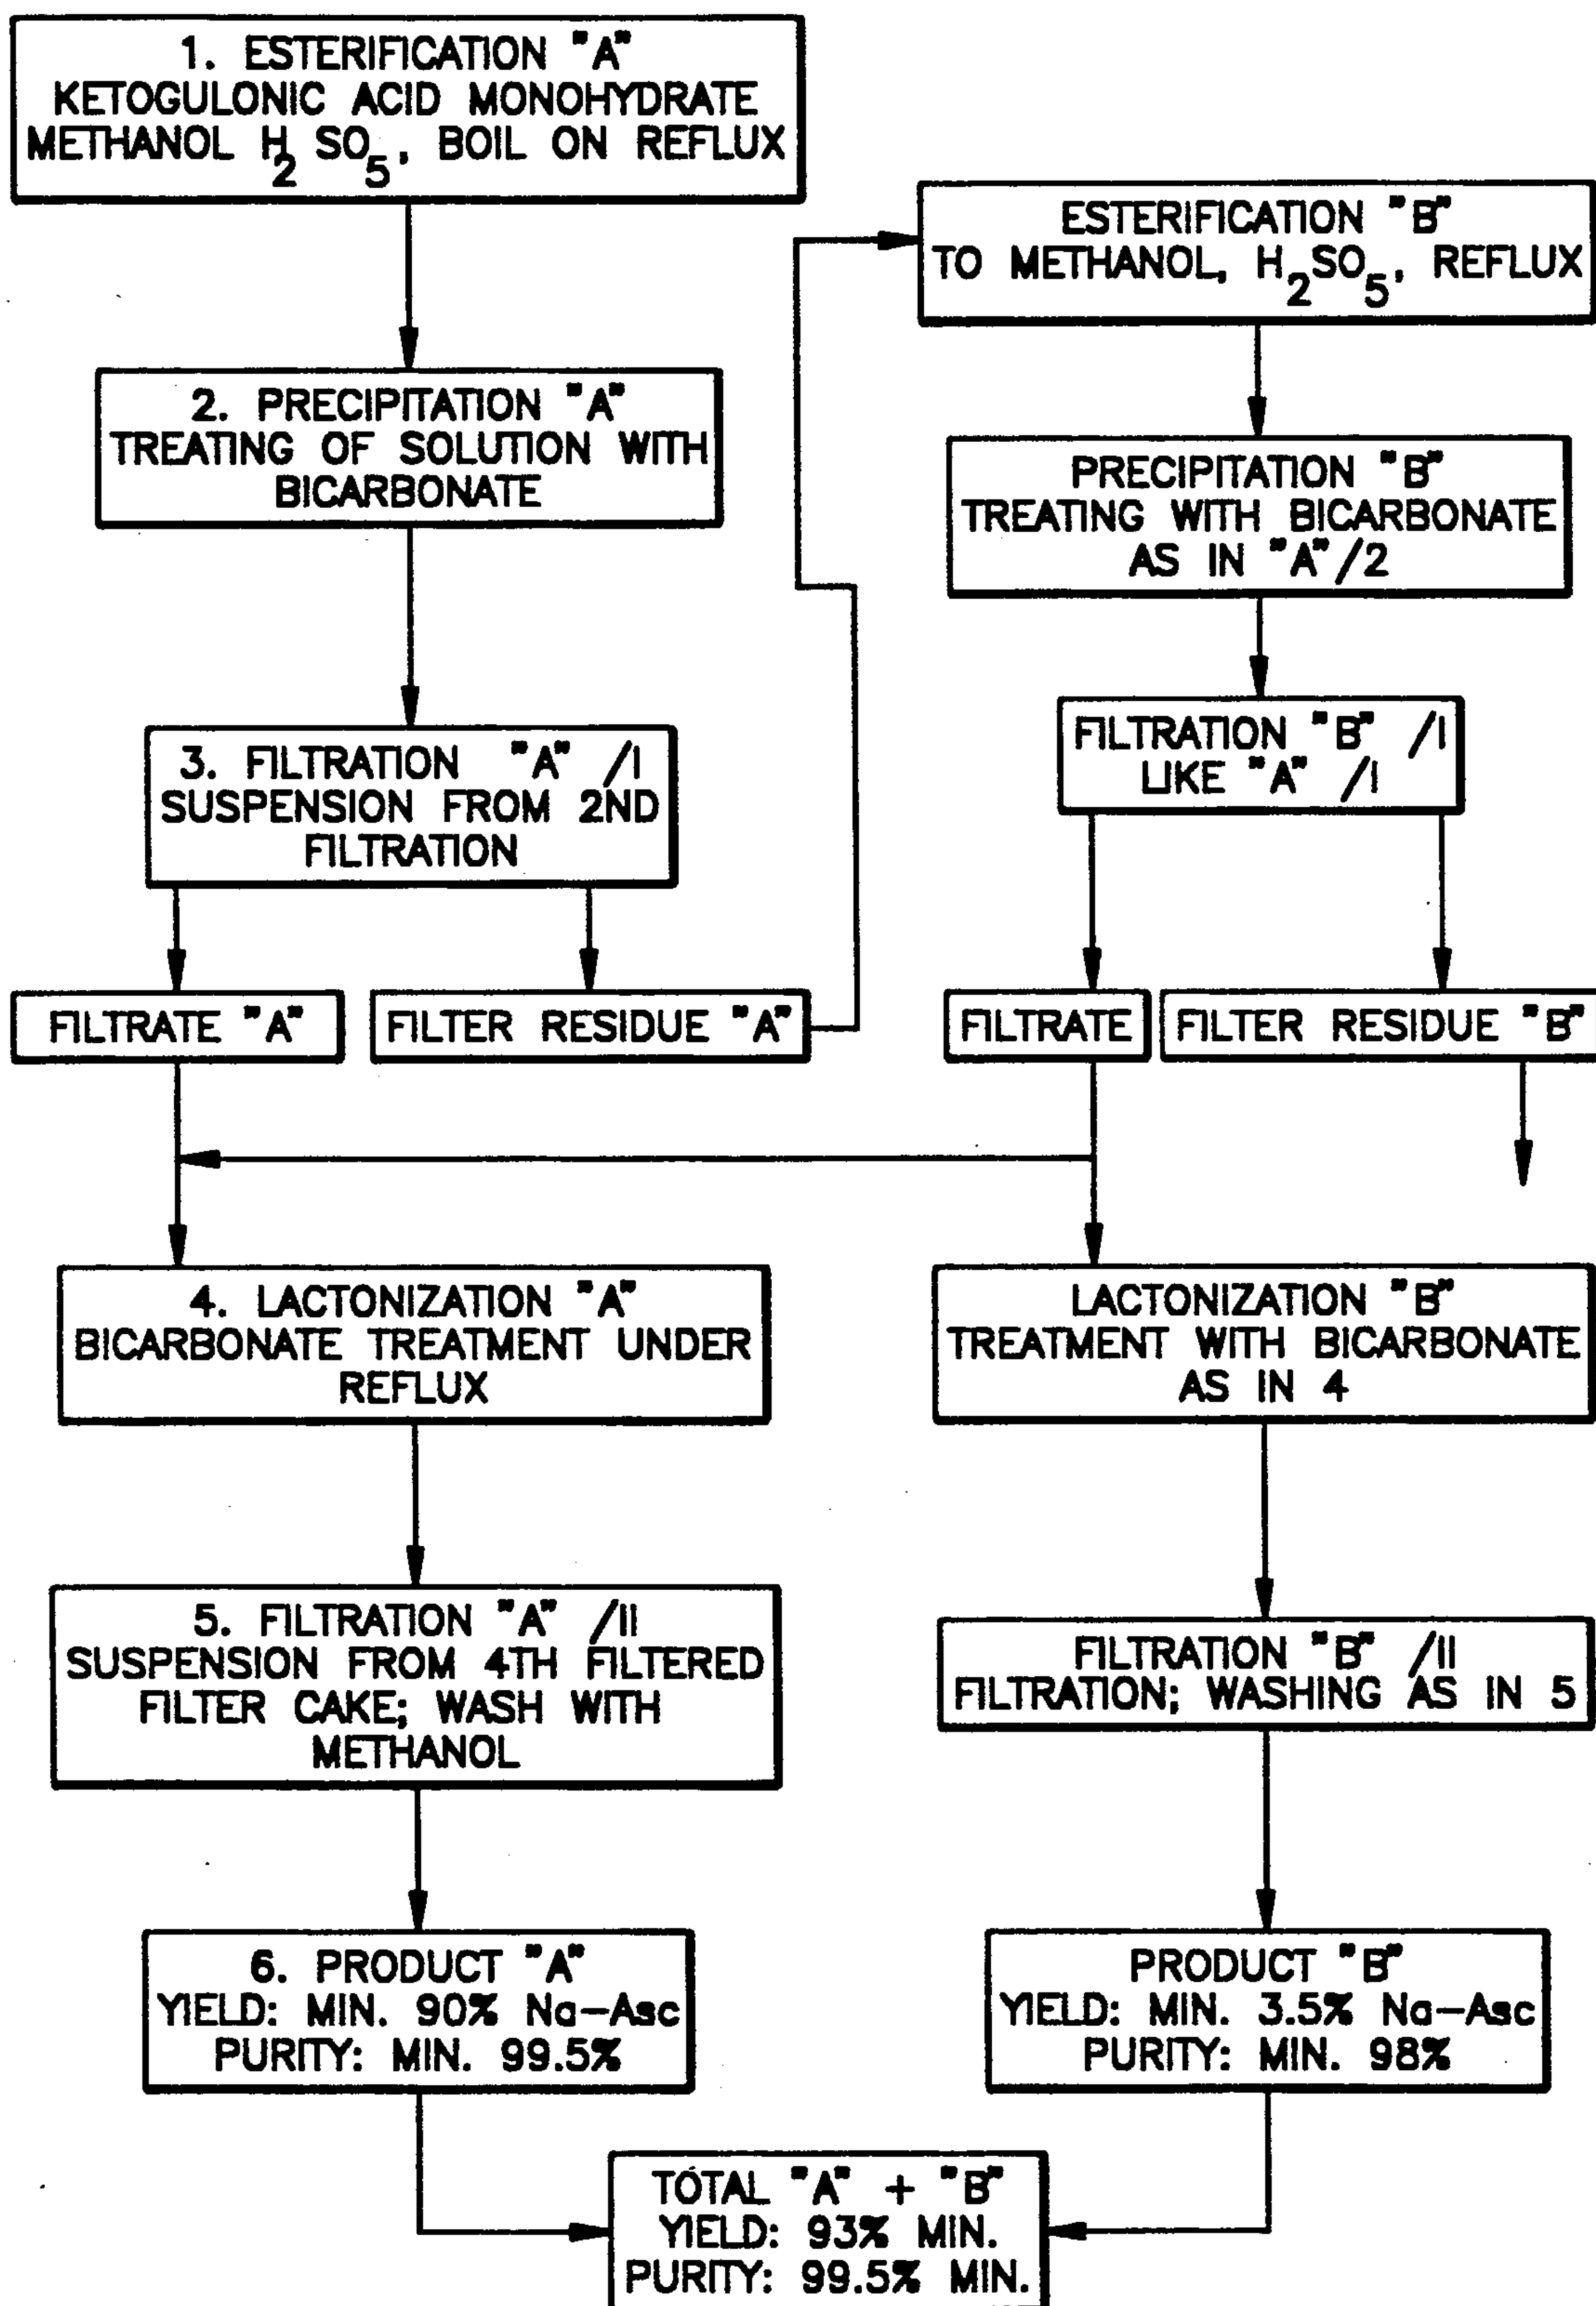 1. ESTERIFICATION "A"
KETOGULONIC ACID MONOHYDRATE
METHANOL H2 SO5, BOIL ON REFLUX
2. PRECIPITATION "A"
TREATING OF SOLUTION WITH
BICARBONATE
3. FILTRATION "A" /I
SUSPENSION FROM 2ND
FILTRATION
FILTRATE "A"
FILTER RESIDUE "A"
ESTERIFICATION "B"
TO METHANOL, H2SO5, REFLUX
PRECIPITATION "B"
TREATING WITH BICARBONATE
AS IN "A"/2
FILTRATION "B" /I
LIKE "A" /I
FILTRATE
FILTER RESIDUE "B"
4. LACTONIZATION "A"
BICARBONATE TREATMENT UNDER
REFLUX
5. FILTRATION "A" /II
SUSPENSION FROM 4TH FILTERED
FILTER CAKE; WASH WITH
METHANOL
6. PRODUCT "A"
YIELD: MIN. 90% Na-Asc
PURITY: MIN. 99.5%
LACTONIZATION "B"
TREATMENT WITH BICARBONATE
AS IN 4
FILTRATION "B" /II
FILTRATION; WASHING AS IN 5
PRODUCT "B"
YIELD: MIN. 3.5% Na-Asc
PURITY: MIN. 98%
TOTAL "A" + "B"
YIELD: 93% MIN.
PURITY: 99.5% MIN.